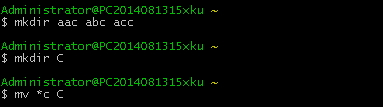 Administrator@PC2014081315xku ~
$ mkdir aac abc acc
Administrator@PC2014081315xku ~
$ mkdir C
Administrator@PC2014081315xku ~
$ mv *c C